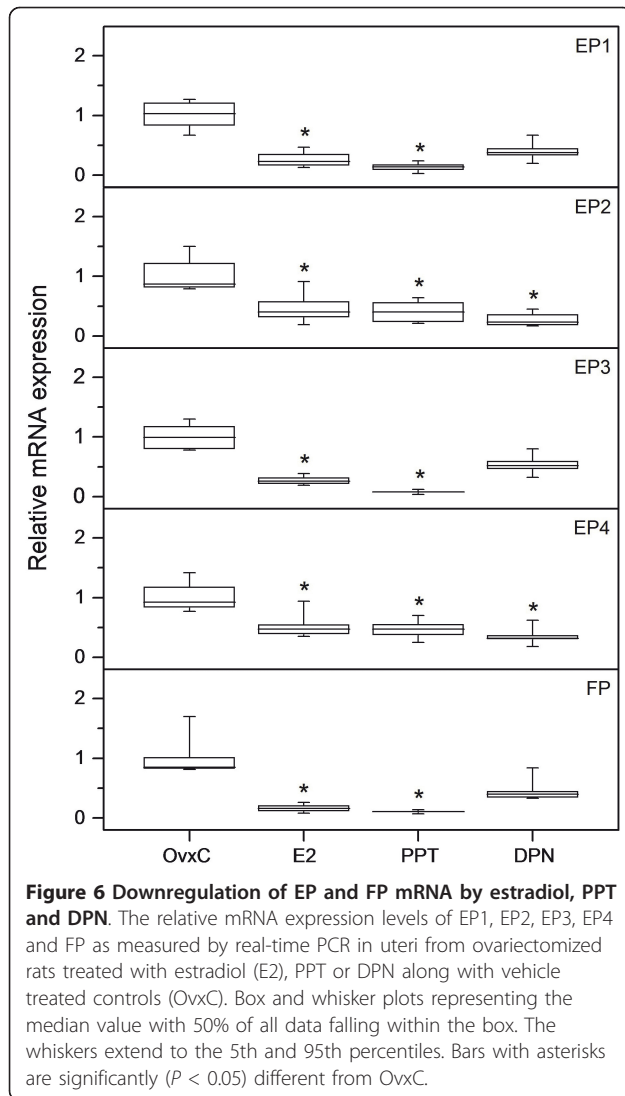 EP1
2
1
0
*
*
EP2
2
1
0
*
*
*
Relative mRNA expression
EP3
2
1
0
*
*
EP4
2
1
0
*
*
*
FP
2
1
0
*
*
OvxC E2 PPT DPN
Figure 6 Downregulation of EP and FP mRNA by estradiol, PPT
and DPN. The relative mRNA expression levels of EP1, EP2, EP3, EP4
and FP as measured by real-time PCR in uteri from ovariectomized
rats treated with estradiol (E2), PPT or DPN along with vehicle
treated controls (OvxC). Box and whisker plots representing the
median value with 50% of all data falling within the box. The
whiskers extend to the 5th and 95th percentiles. Bars with asterisks
are significantly (P < 0.05) different from OvxC.